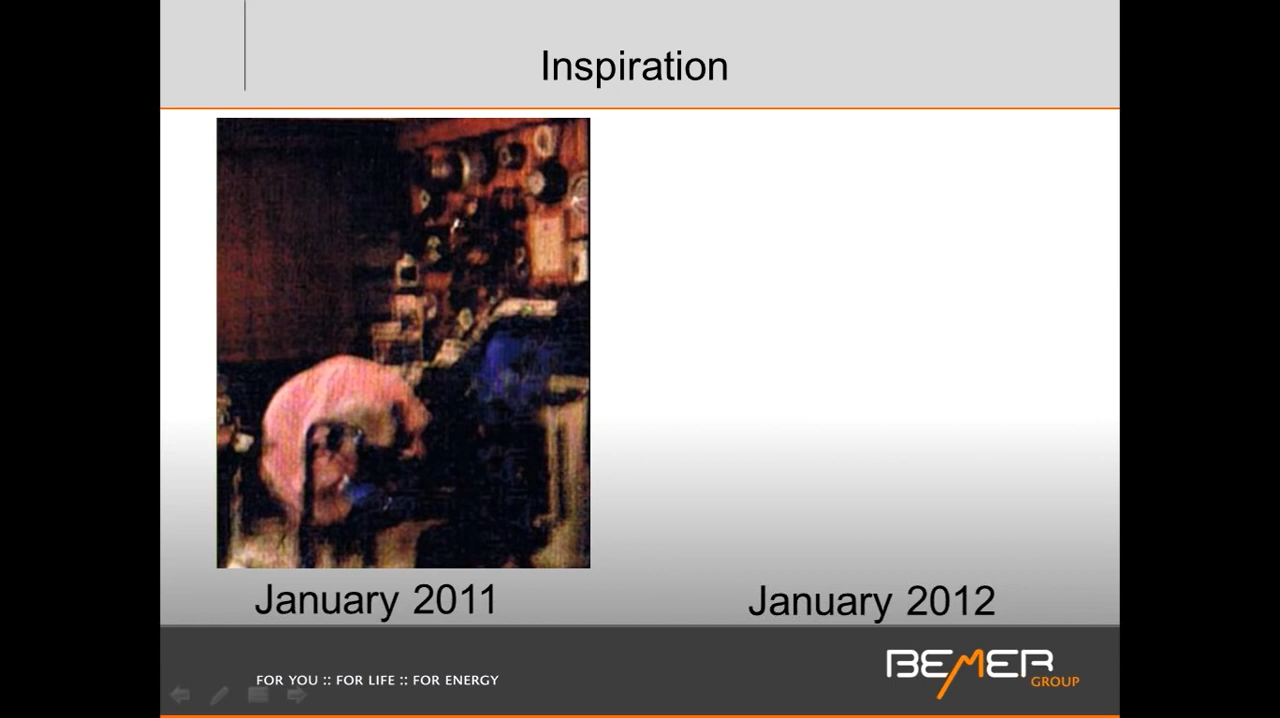 Inspiration
January 2011
January 2012
FOR YOU :: FOR LIFE :: FOR ENERGY
BEMER
GROUP